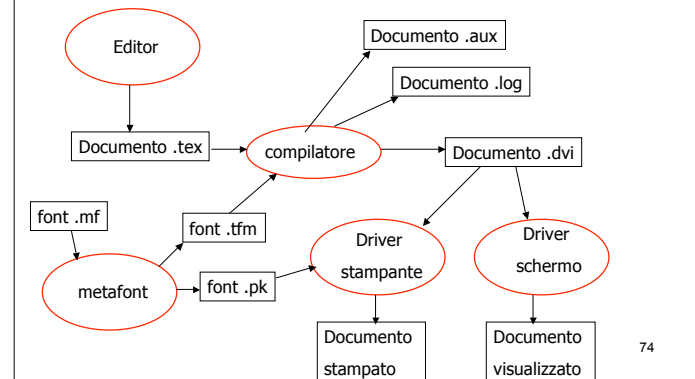 Editor
Documento .aux
Documento .log
Documento .tex
compilatore
Documento .dvi
font .mf
font .tfm
Driver
stampante
Driver
schermo
metafont
font .pk
Documento
stampato
Documento
visualizzato
74